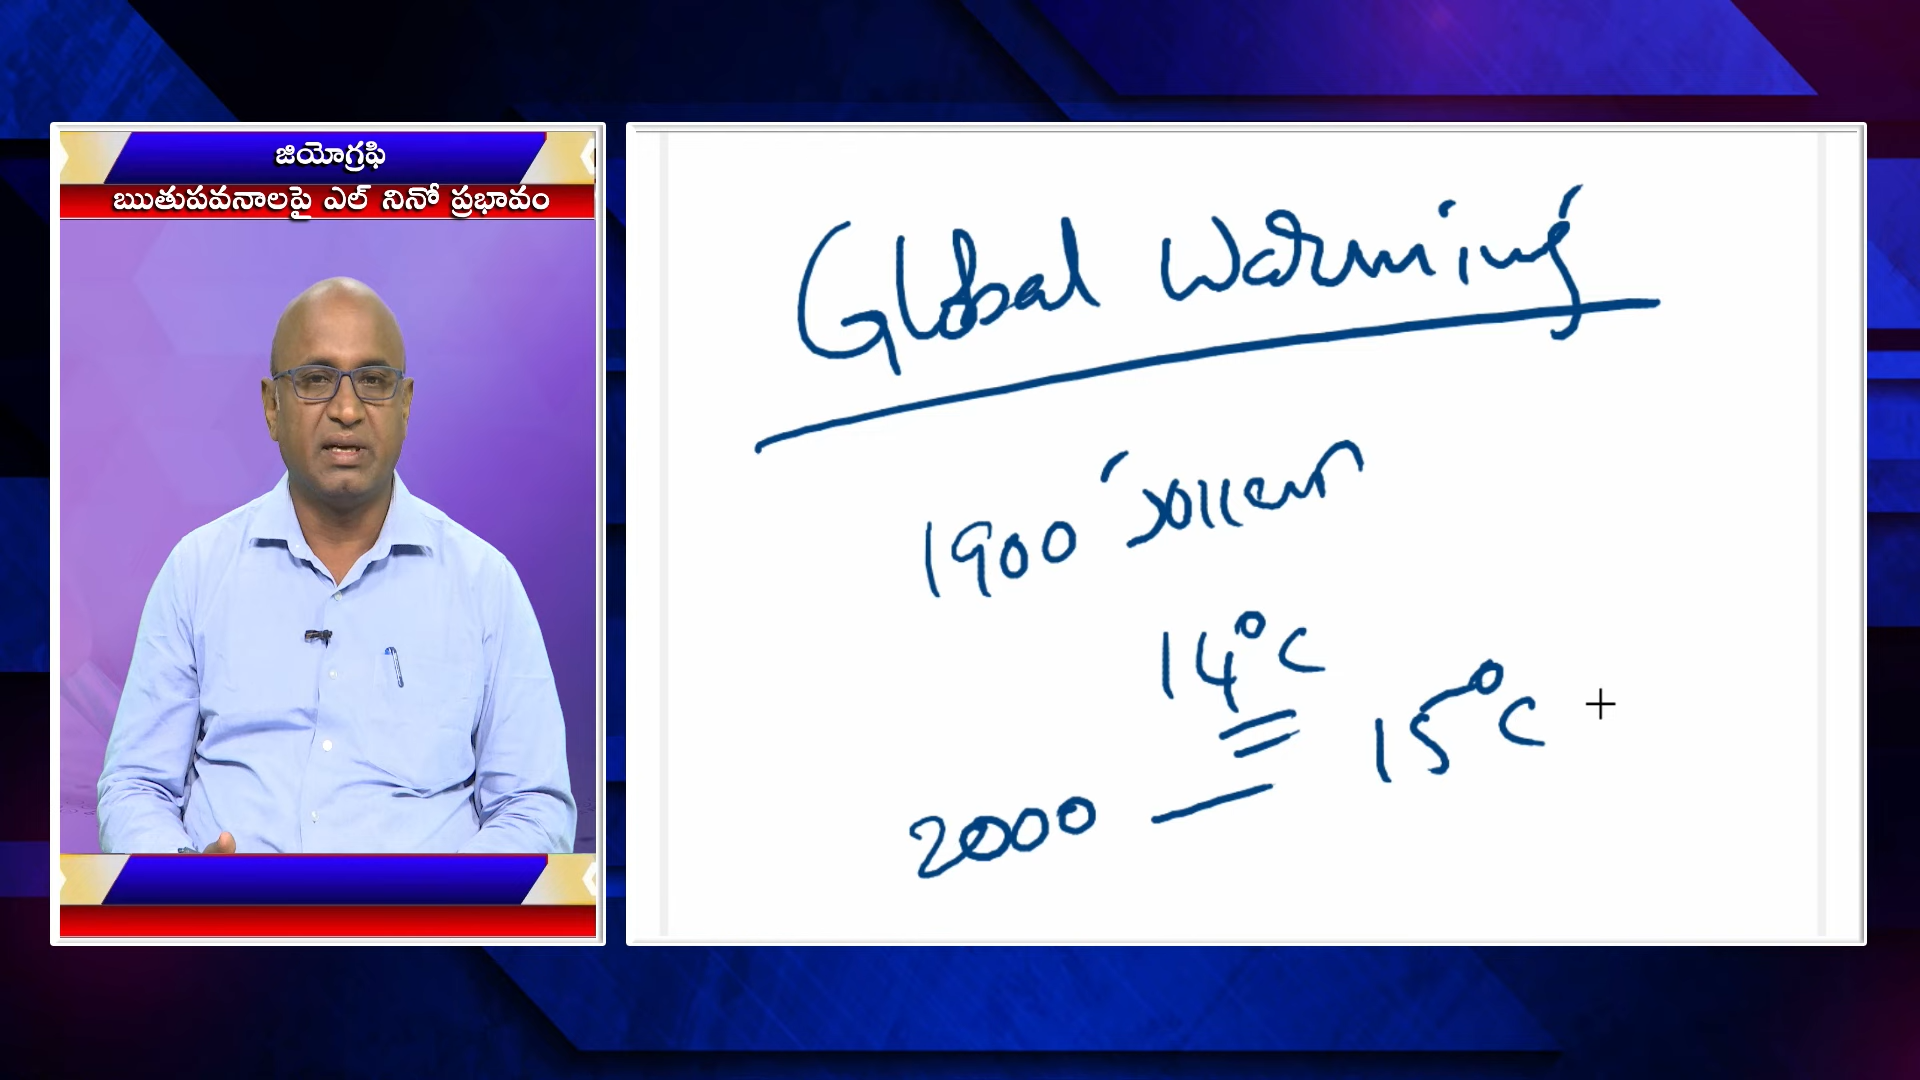 జియోగ్రఫి
ఋతుపవనాలపై ఎల్ నినో ప్రభావం
Global Warming
1900
14°C
15°C
2000 —